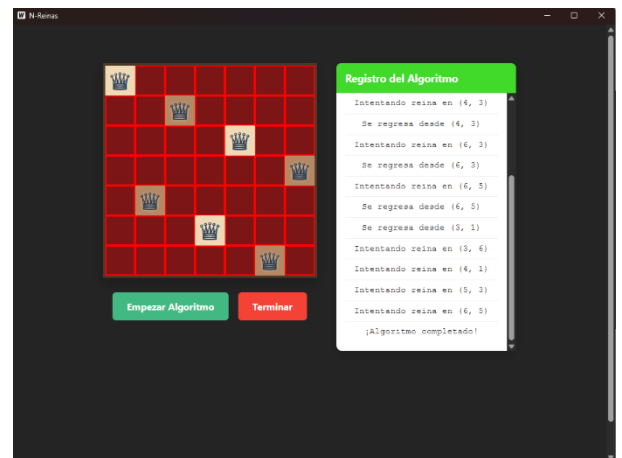 N-Reinas
Registro del Algoritmo
Intentando reina en (4, 3)
Se regresa desde (4, 3)
Intentando reina en (6, 3)
Se regresa desde (6, 3)
Intentando reina en (6, 5)
Se regresa desde (6, 5)
Se regresa desde (3, 1)
Intentando reina en (3, 6)
Intentando reina en (4, 1)
Intentando reina en (5, 3)
Intentando reina en (6, 5)
¡Algoritmo completado!
Empezar Algoritmo
Terminar